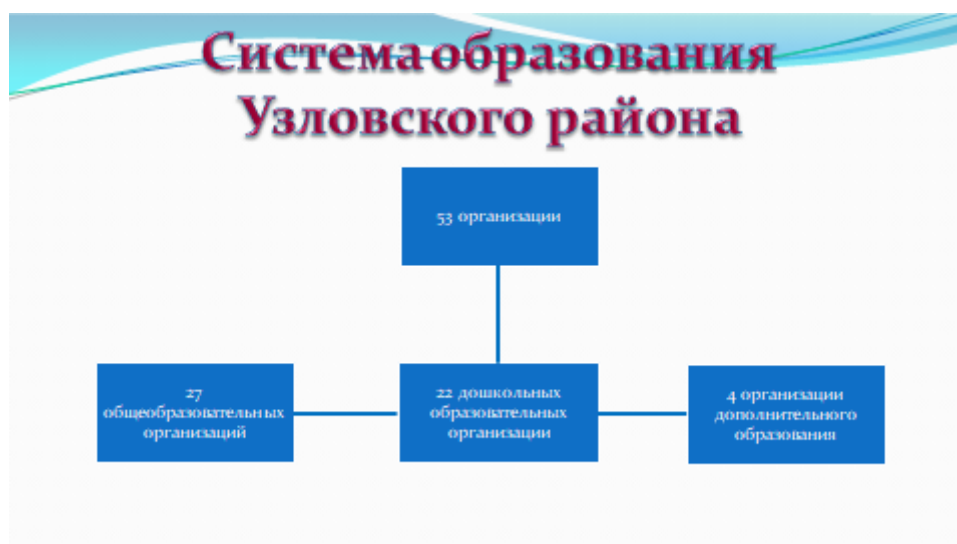 Система образования
Узловского района
53 организации
27
общеобразовательных
организаций
22 дошкольных
образовательных
организации
4 организации
дополнительного
образования